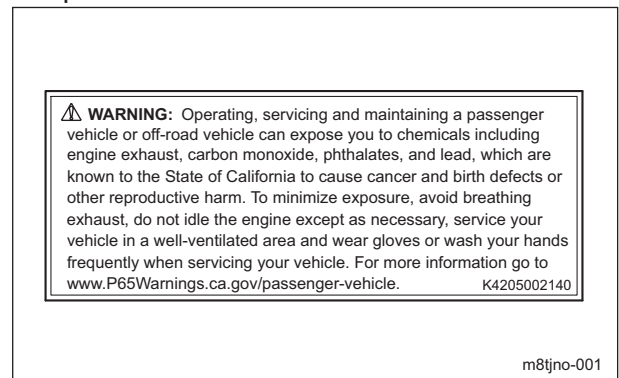 ⚠ WARNING: Operating, servicing and maintaining a passenger
vehicle or off-road vehicle can expose you to chemicals including
engine exhaust, carbon monoxide, phthalates, and lead, which are
known to the State of California to cause cancer and birth defects or
other reproductive harm. To minimize exposure, avoid breathing
exhaust, do not idle the engine except as necessary, service your
vehicle in a well-ventilated area and wear gloves or wash your hands
frequently when servicing your vehicle. For more information go to
www.P65Warnings.ca.gov/passenger-vehicle. K4205002140
m8tjno-001